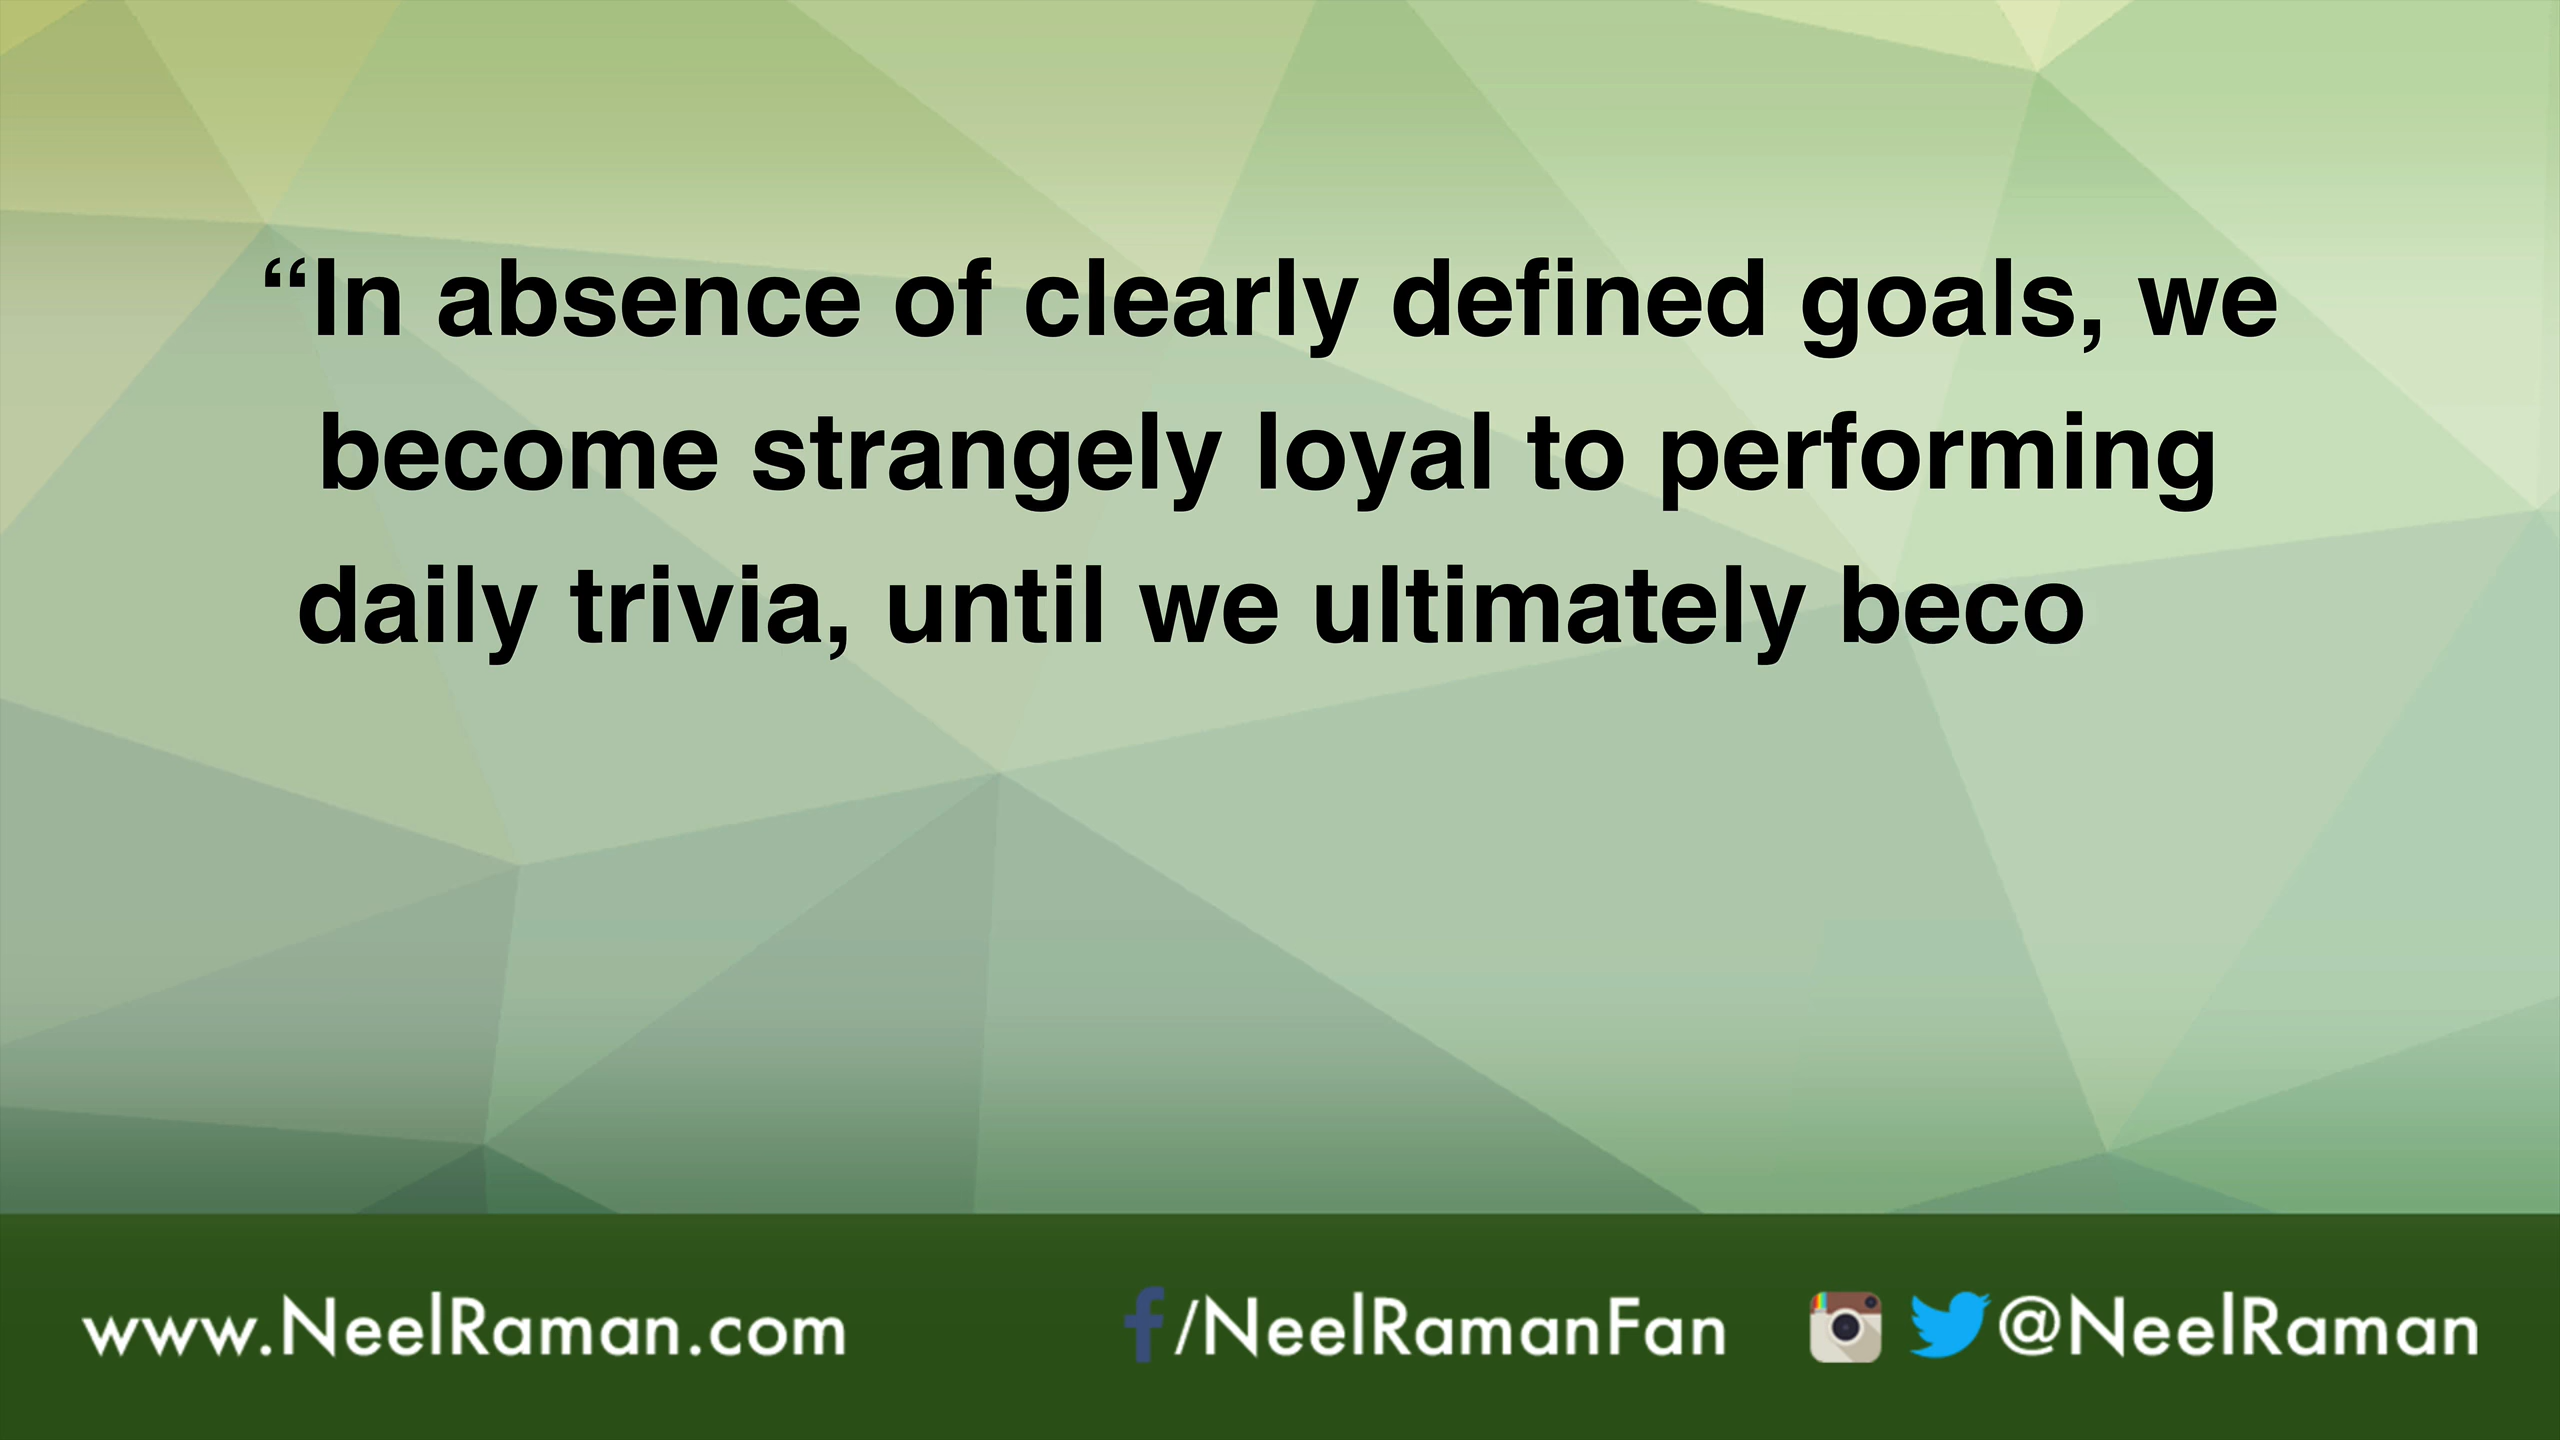 “In absence of clearly defined goals, we
become strangely loyal to performing
daily trivia, until we ultimately beco
www.NeelRaman.com
/NeelRamanFan
@NeelRaman